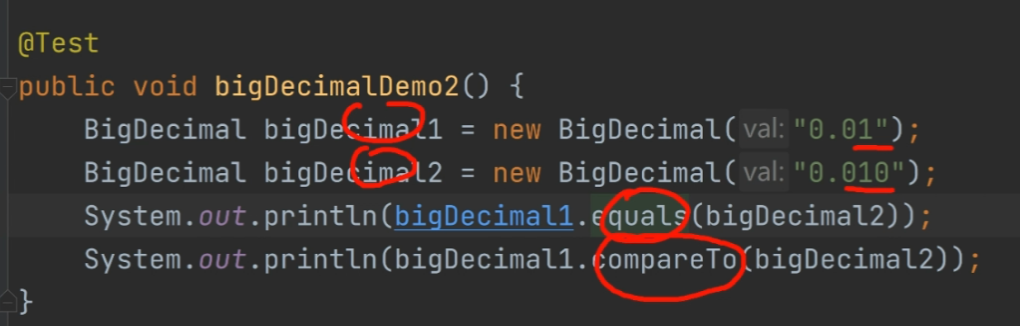 @Test
public void bigDecimalDemo2() {
BigDecimal bigDecimal1 = new BigDecimal( val: "0.01");
BigDecimal bigDecimal2 = new BigDecimal( val: "0.010");
System.out.println(bigDecimal1.equals(bigDecimal2));
System.out.println(bigDecimal1.compareTo(bigDecimal2));
}